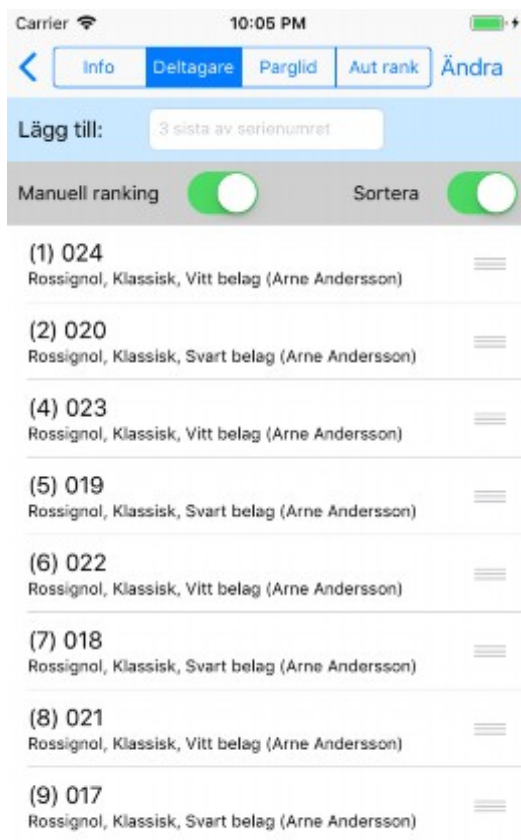 Carrier 10:05 PM
Info Deltagare Parglid Aut rank Ändra
Lägg till: 3 sista av serienumret
Manuell ranking Sortera
(1) 024
Rossignol, Klassisk, Vitt belag (Arne Andersson)
(2) 020
Rossignol, Klassisk, Svart belag (Arne Andersson)
(4) 023
Rossignol, Klassisk, Vitt belag (Arne Andersson)
(5) 019
Rossignol, Klassisk, Svart belag (Arne Andersson)
(6) 022
Rossignol, Klassisk, Vitt belag (Arne Andersson)
(7) 018
Rossignol, Klassisk, Svart belag (Arne Andersson)
(8) 021
Rossignol, Klassisk, Vitt belag (Arne Andersson)
(9) 017
Rossignol, Klassisk, Svart belag (Arne Andersson)